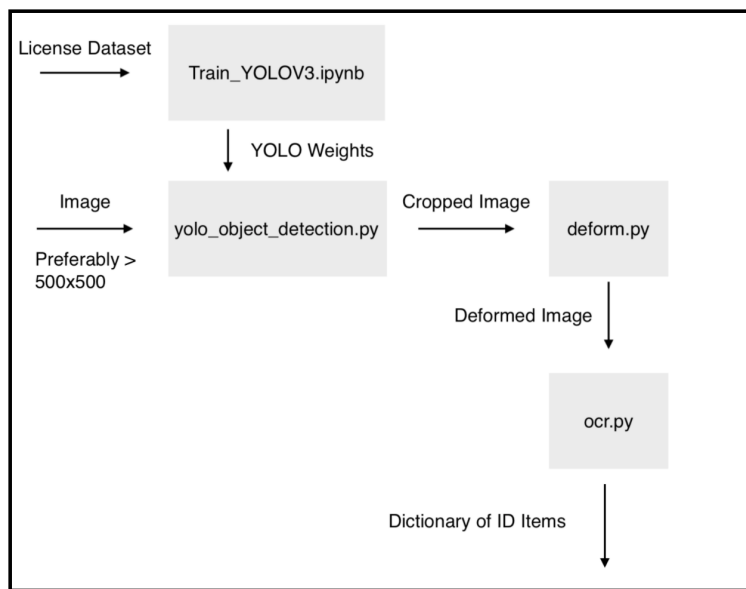 License Dataset
Train_YOLOV3.ipynb
YOLO Weights
Image
Preferably >
500x500
yolo_object_detection.py
Cropped Image
deform.py
Deformed Image
ocr.py
Dictionary of ID Items